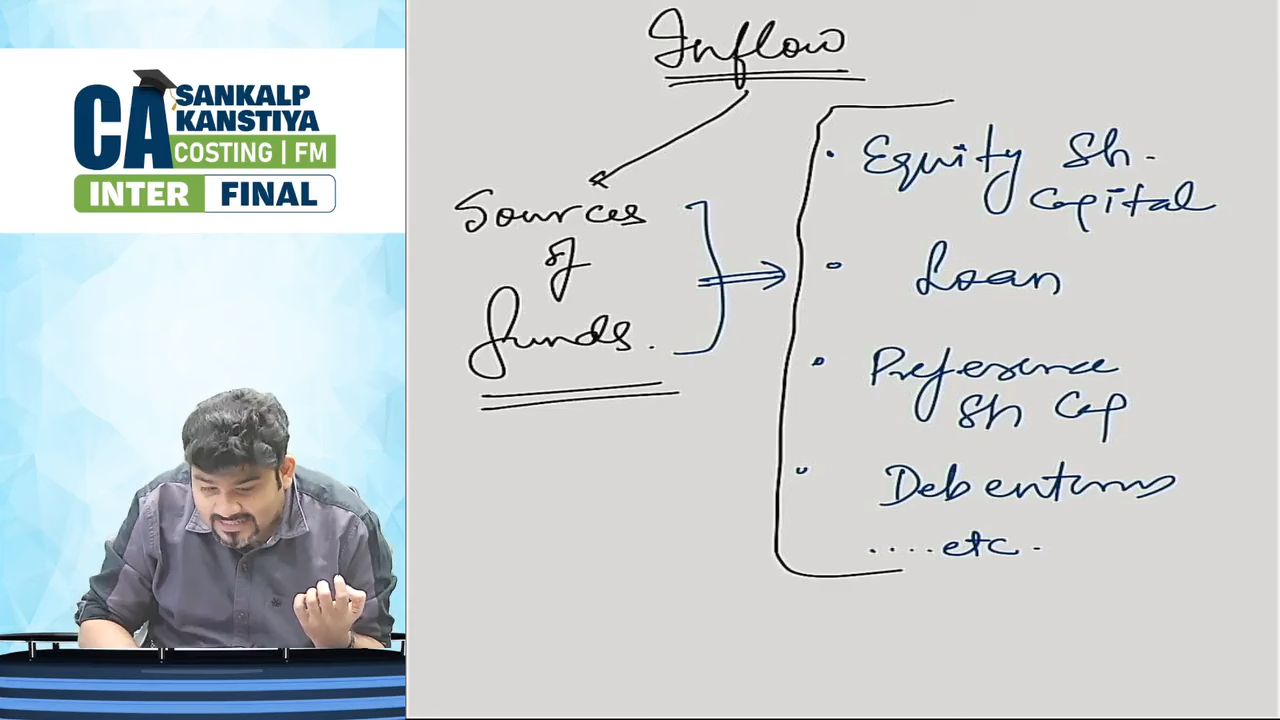 CA
SANKALP
KANSTIYA
COSTING | FM
INTER FINAL
Inflow
Sources
of
funds.
• Equity Sh.
Capital
• Loan
• Preference
Sh Cap
• Debentures
....etc.